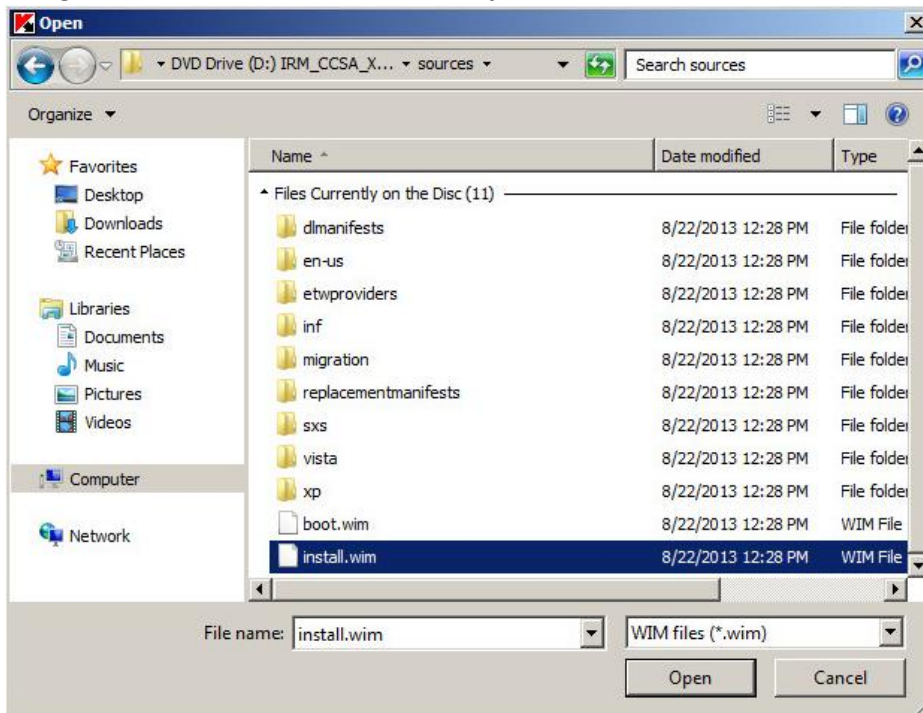 Open
DVD Drive (D:) IRM_CCSA_X... sources
Search sources
Organize
Name
Date modified
Type
Favorites
Desktop
Downloads
Recent Places
Libraries
Documents
Music
Pictures
Videos
Computer
Network
Files Currently on the Disc (11)
dlmanifests 8/22/2013 12:28 PM File folder
en-us 8/22/2013 12:28 PM File folder
etwproviders 8/22/2013 12:28 PM File folder
inf 8/22/2013 12:28 PM File folder
migration 8/22/2013 12:28 PM File folder
replacementmanifests 8/22/2013 12:28 PM File folder
sxs 8/22/2013 12:28 PM File folder
vista 8/22/2013 12:28 PM File folder
xp 8/22/2013 12:28 PM File folder
boot.wim 8/22/2013 12:28 PM WIM File
install.wim 8/22/2013 12:28 PM WIM File
File name: install.wim
WIM files (*.wim)
Open Cancel